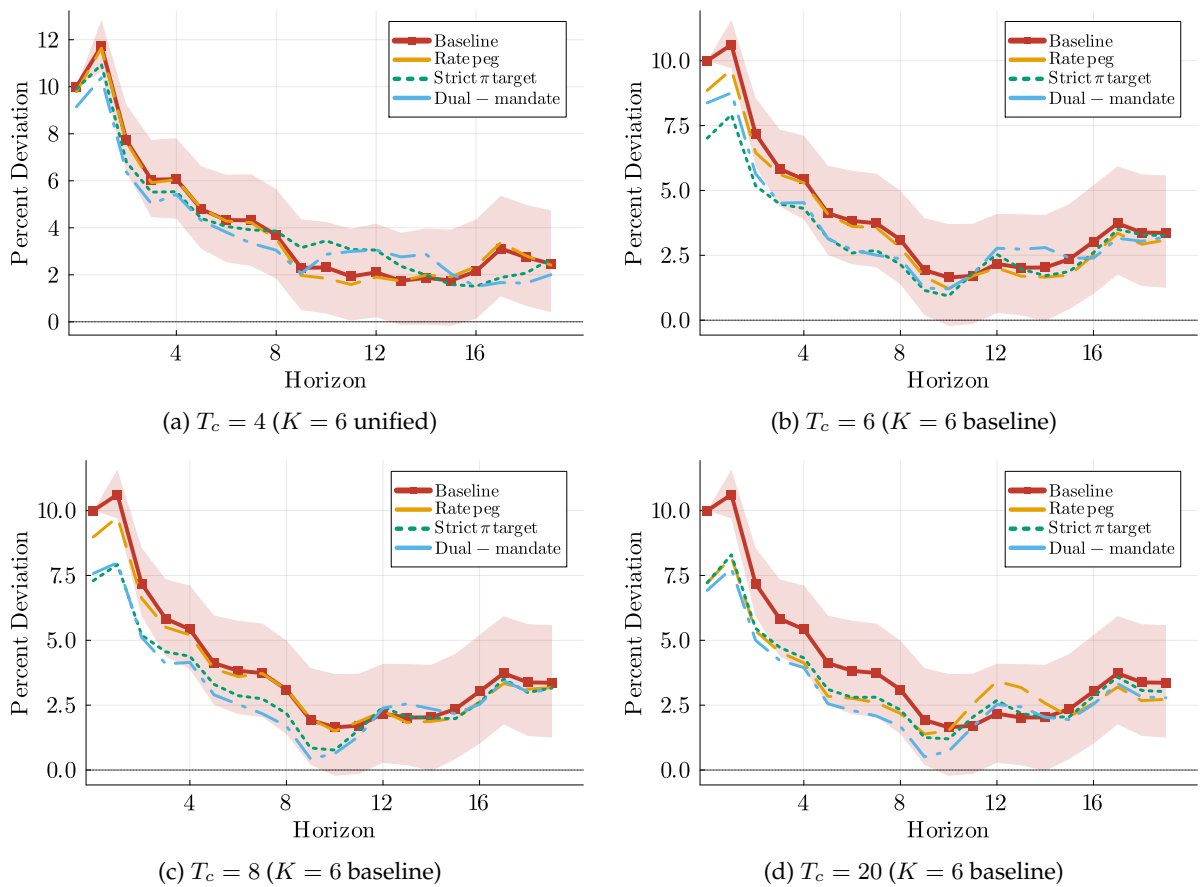 12
10
8
6
4
2
0
Percent Deviation
4
8
12
16
Horizon
Baseline
Rate peg
Strict π target
Dual − mandate
(a) T_c = 4 (K = 6 unified)
10.0
7.5
5.0
2.5
0.0
Percent Deviation
4
8
12
16
Horizon
Baseline
Rate peg
Strict π target
Dual − mandate
(b) T_c = 6 (K = 6 baseline)
10.0
7.5
5.0
2.5
0.0
Percent Deviation
4
8
12
16
Horizon
Baseline
Rate peg
Strict π target
Dual − mandate
(c) T_c = 8 (K = 6 baseline)
10.0
7.5
5.0
2.5
0.0
Percent Deviation
4
8
12
16
Horizon
Baseline
Rate peg
Strict π target
Dual − mandate
(d) T_c = 20 (K = 6 baseline)